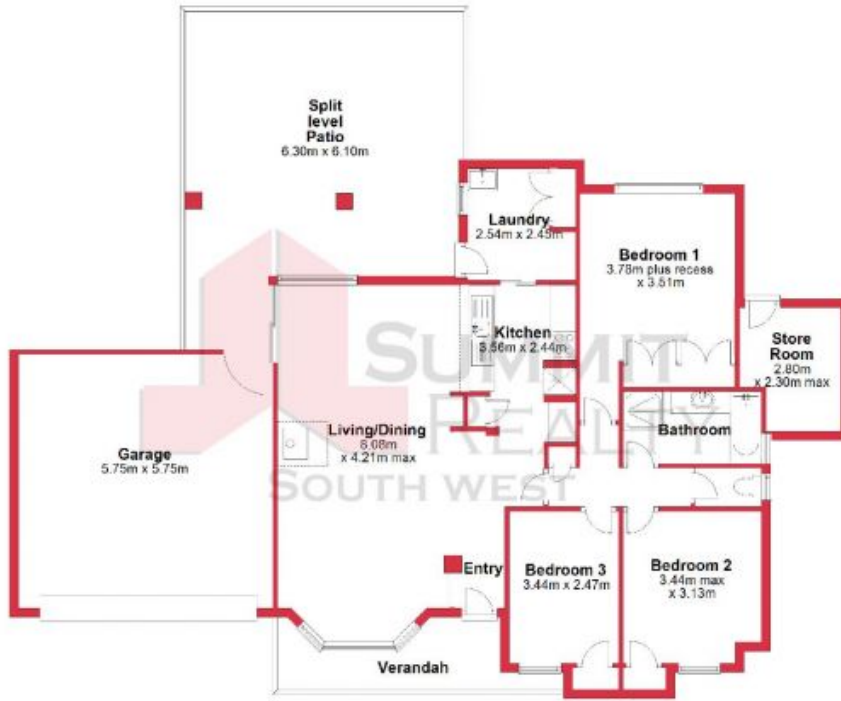 Split
level
Patio
6.30m x 6.10m
Laundry
2.54m x 2.45m
Bedroom 1
3.78m plus recess
x 3.51m
Kitchen
3.56m x 2.44m
Store
Room
2.80m
x 2.30m max
SUMMIT
REALTY
SOUTH WEST
Living/Dining
6.08m
x 4.21m max
Bathroom
Garage
5.75m x 5.75m
Entry
Bedroom 3
3.44m x 2.47m
Bedroom 2
3.44m max
x 3.13m
Verandah